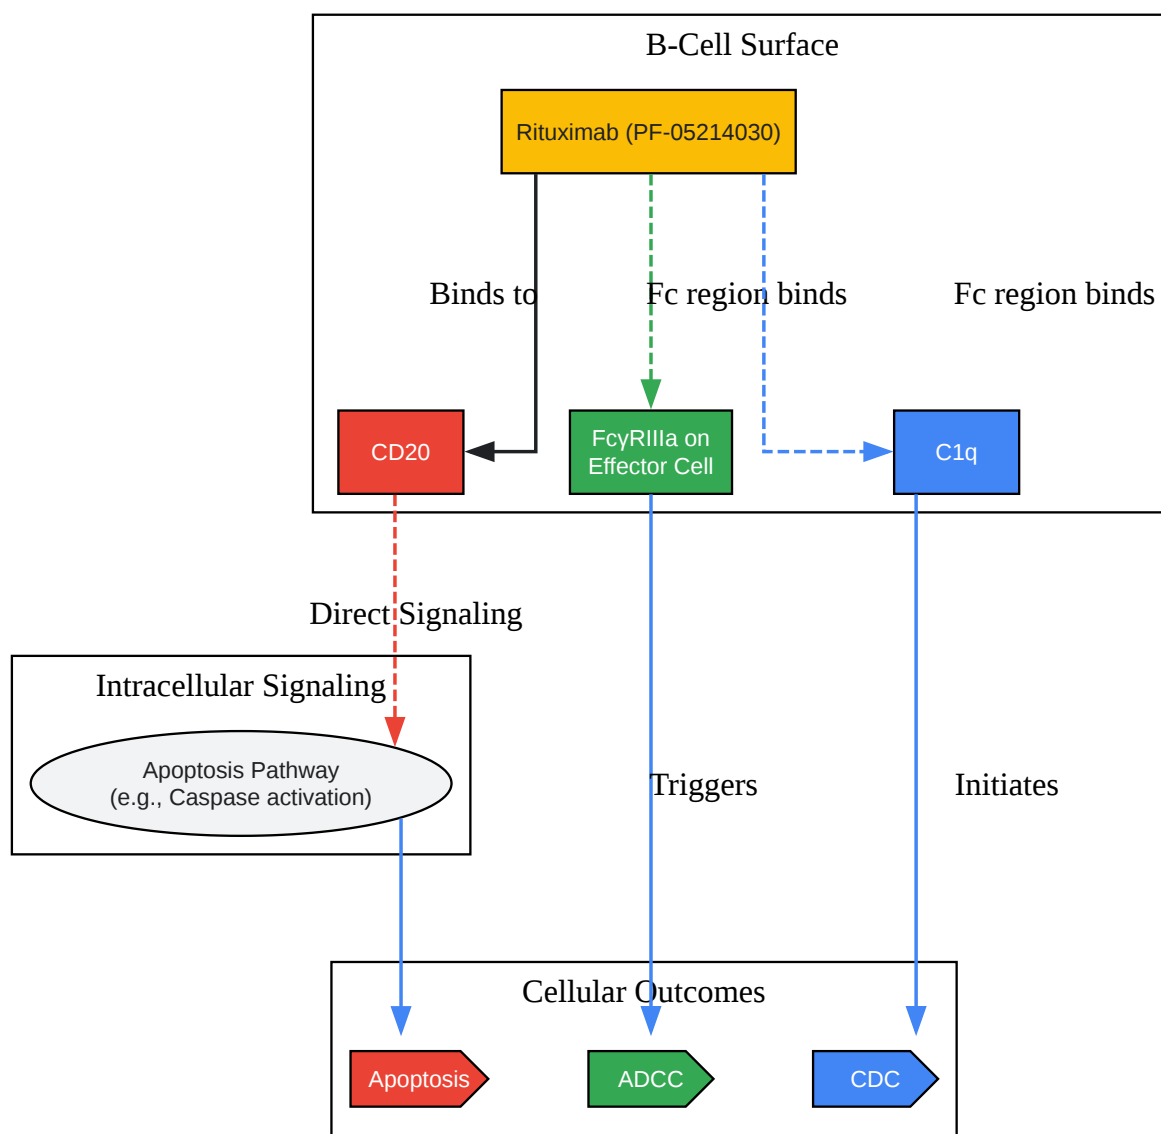 B-Cell Surface
Rituximab (PF-05214030)
Binds to
Fc region binds
Fc region binds
CD20
FcγRIIIa on
Effector Cell
C1q
Direct Signaling
Intracellular Signaling
Apoptosis Pathway
(e.g., Caspase activation)
Triggers
Initiates
Cellular Outcomes
Apoptosis
ADCC
CDC